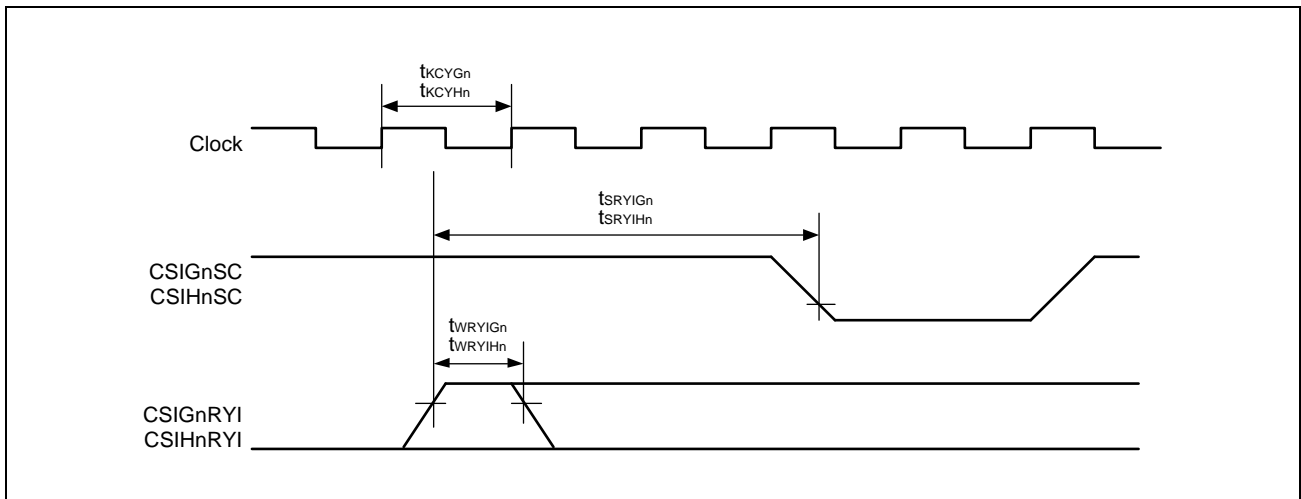 tKCYGn
tKCYHn
Clock
tSRYIGn
tSRYIHn
CSIGnSC
CSIHnSC
tWRYIGn
tWRYIHn
CSIGnRYI
CSIHnRYI